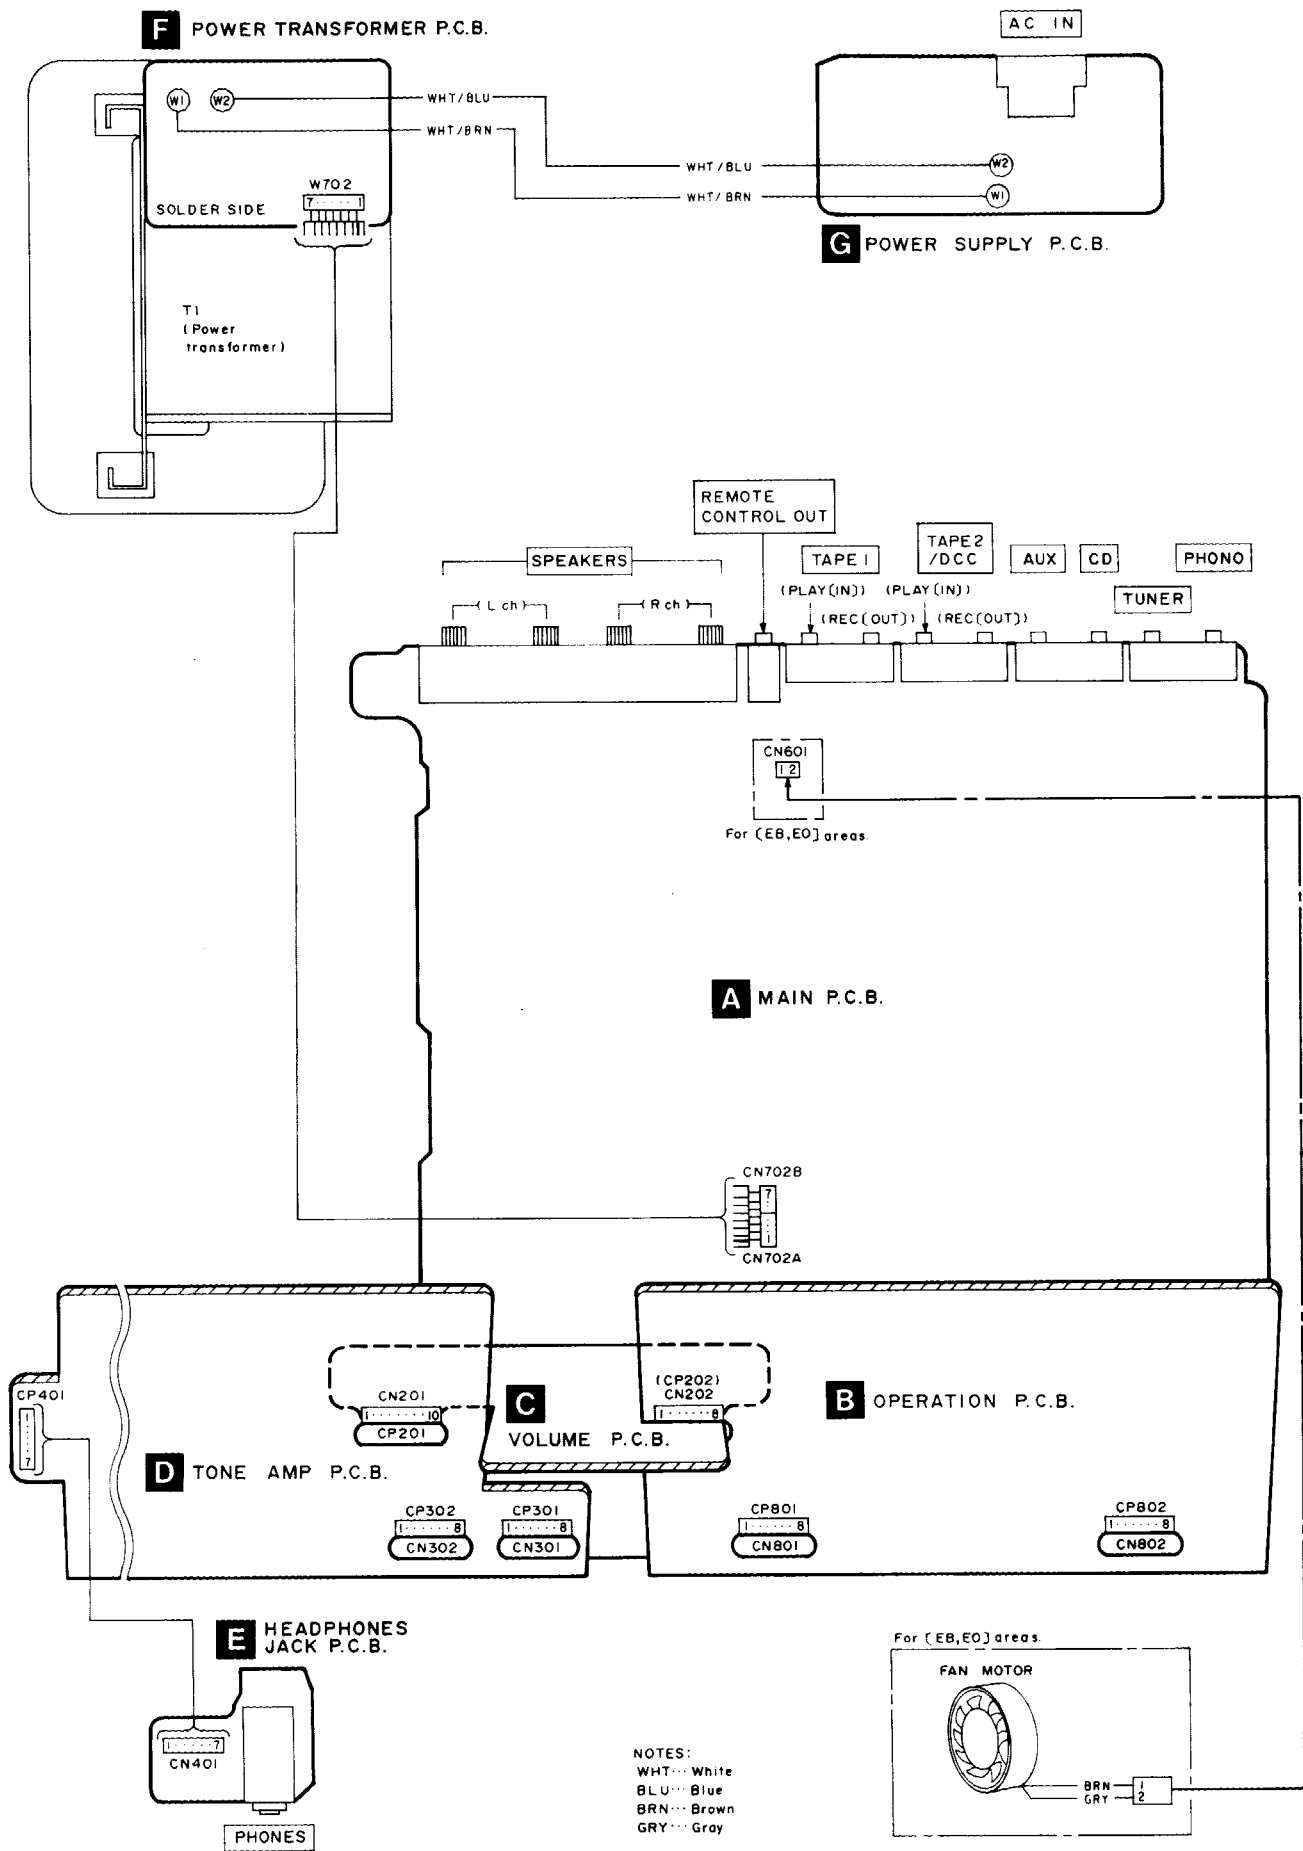 F POWER TRANSFORMER P.C.B.
AC IN
W1 W2
WHT/BLU
WHT/BRN
WHT/BLU
WHT/BRN
W2
W1
W702
7·····1
SOLDER SIDE
G POWER SUPPLY P.C.B.
T1
(Power
transformer)
REMOTE
CONTROL OUT
SPEAKERS
(L ch)
(R ch)
TAPE 1
TAPE 2
/DCC
AUX
CD
PHONO
TUNER
(PLAY(IN))
(PLAY(IN))
(REC(OUT))
(REC(OUT))
CN601
1 2
For [EB,EO] areas.
A MAIN P.C.B.
CN702B
7
1
CN702A
CP401
1
7
CN201
1······10
CP201
C
VOLUME P.C.B.
(CP202)
CN202
1·····8
B OPERATION P.C.B.
D TONE AMP P.C.B.
CP302
1······8
CN302
CP301
1······8
CN301
CP801
1······8
CN801
CP802
1······8
CN802
E HEADPHONES
JACK P.C.B.
1·····7
CN401
PHONES
NOTES:
WHT···White
BLU···Blue
BRN···Brown
GRY···Gray
For [EB,EO] areas.
FAN MOTOR
BRN 1
GRY 2